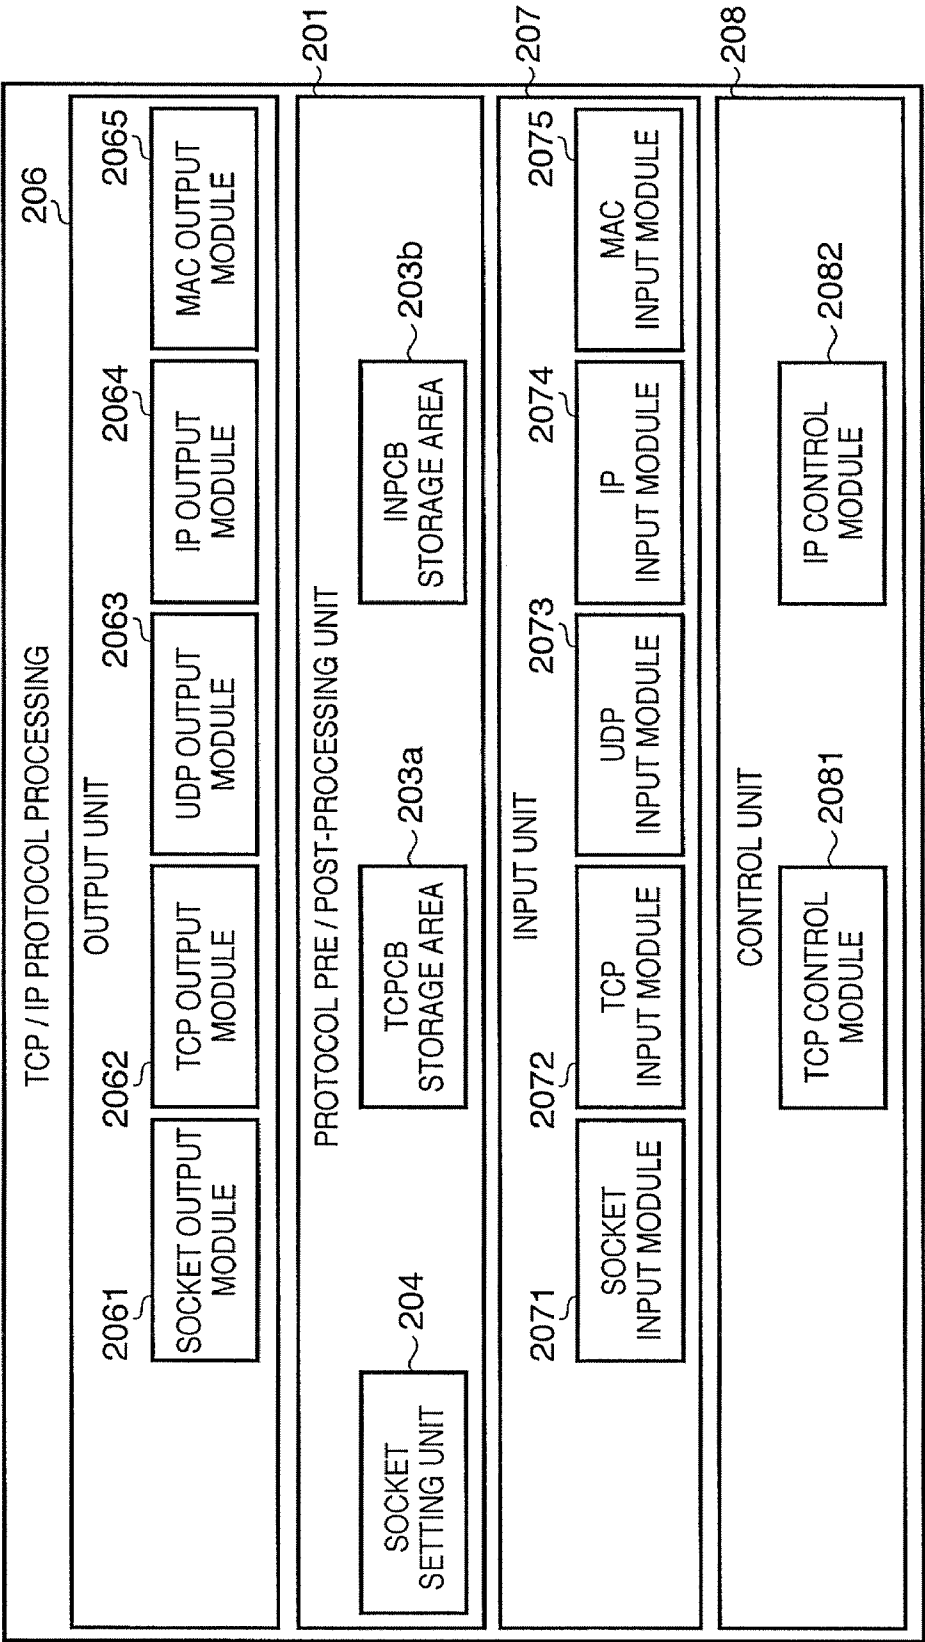 TCP / IP PROTOCOL PROCESSING
206
OUTPUT UNIT
2061
2062
2063
2064
2065
SOCKET OUTPUT
MODULE
TCP OUTPUT
MODULE
UDP OUTPUT
MODULE
IP OUTPUT
MODULE
MAC OUTPUT
MODULE
201
PROTOCOL PRE / POST-PROCESSING UNIT
204
203a
203b
SOCKET
SETTING UNIT
TCPCB
STORAGE AREA
INPCB
STORAGE AREA
207
INPUT UNIT
2071
2072
2073
2074
2075
SOCKET
INPUT MODULE
TCP
INPUT MODULE
UDP
INPUT MODULE
IP
INPUT MODULE
MAC
INPUT MODULE
208
CONTROL UNIT
2081
2082
TCP CONTROL
MODULE
IP CONTROL
MODULE